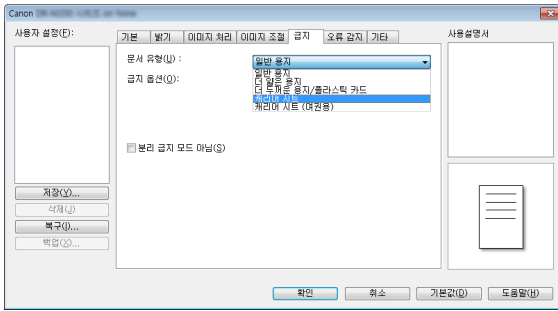 Canon
사용자 설정(F):
저장(Y)...
삭제(J)
복구(I)...
백업(X)...
기본
밝기
이미지 처리
이미지 조절
급지
오류 감지
기타
문서 유형(U) :
일반 용지
급지 옵션(O):
일반 용지
더 얇은 용지
더 두꺼운 용지/플라스틱 카드
캐리어 시트
캐리어 시트 (여권용)
분리 급지 모드 아님(S)
사용설명서
확인
취소
기본값(D)
도움말(H)